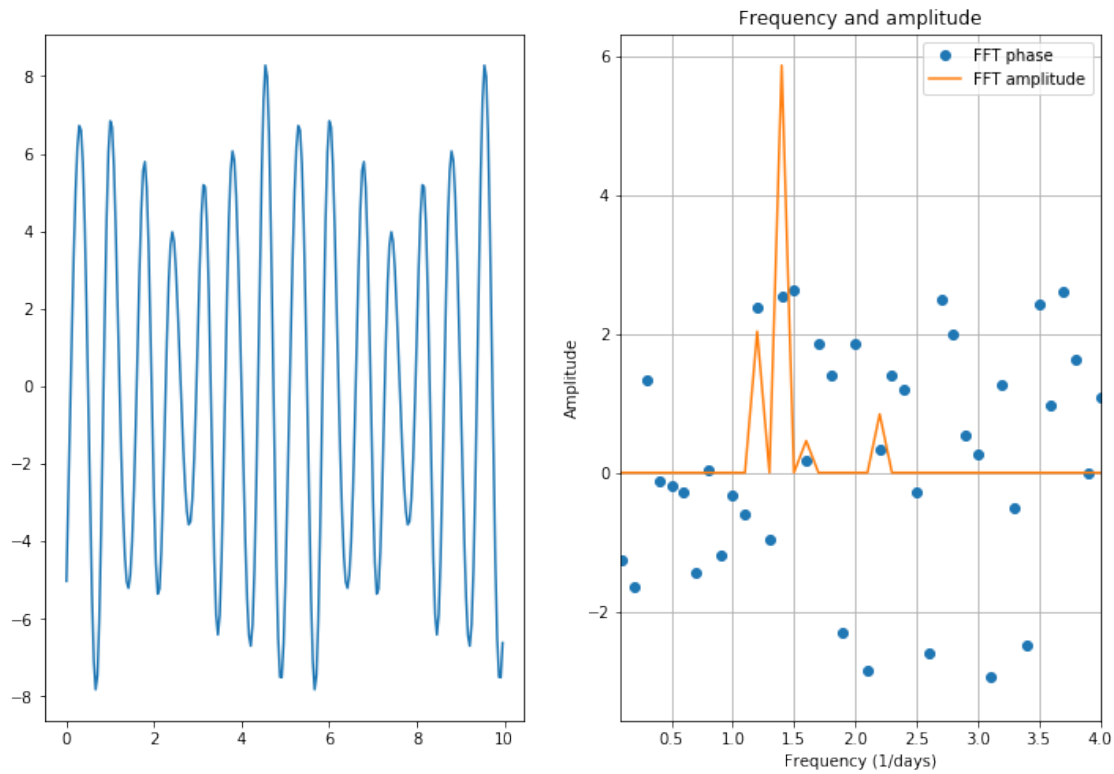 8
6
4
2
0
−2
−4
−6
−8
0 2 4 6 8 10
Frequency and amplitude
FFT phase
FFT amplitude
6
4
2
0
−2
Amplitude
0.5 1.0 1.5 2.0 2.5 3.0 3.5 4.0
Frequency (1/days)